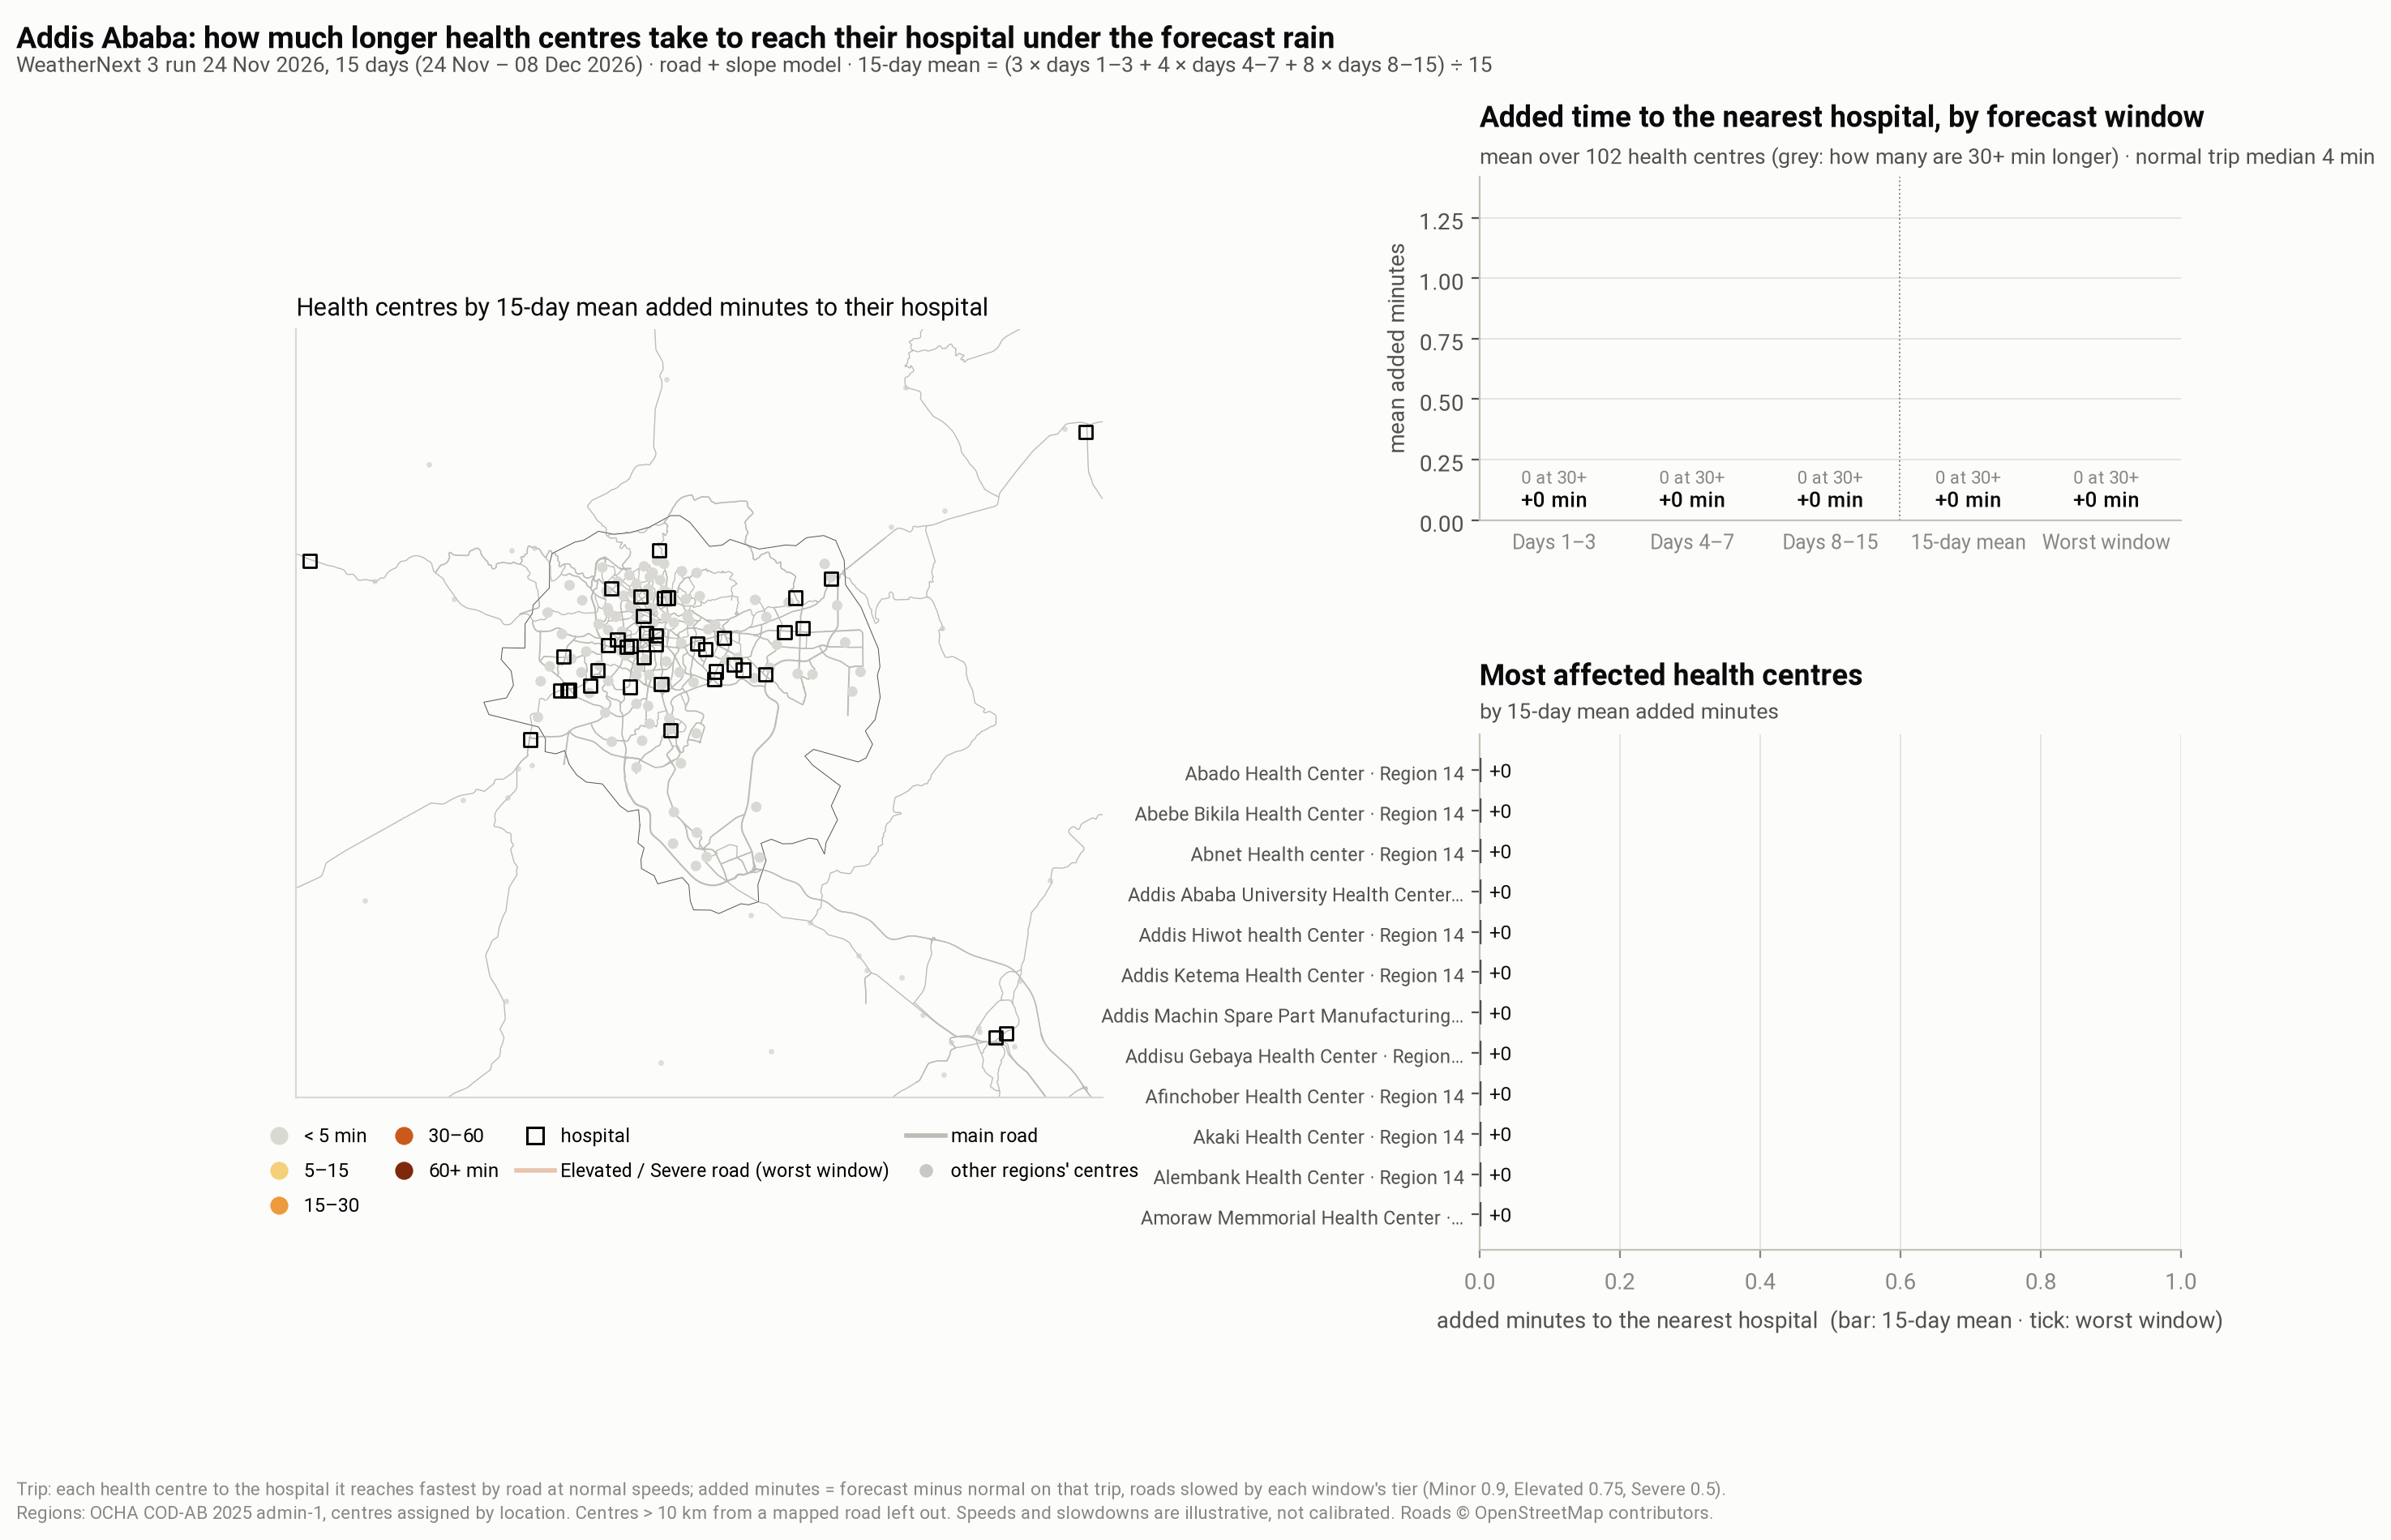 Addis Ababa: how much longer health centres take to reach their hospital under the forecast rain
WeatherNext 3 run 24 Nov 2026, 15 days (24 Nov – 08 Dec 2026) · road + slope model · 15-day mean = (3 × days 1–3 + 4 × days 4–7 + 8 × days 8–15) ÷ 15
Health centres by 15-day mean added minutes to their hospital
< 5 min
30–60
hospital
main road
5–15
60+ min
Elevated / Severe road (worst window)
other regions' centres
15–30
Added time to the nearest hospital, by forecast window
mean over 102 health centres (grey: how many are 30+ min longer) · normal trip median 4 min
mean added minutes
1.25
1.00
0.75
0.50
0.25
0.00
0 at 30+ 0 at 30+ 0 at 30+ 0 at 30+ 0 at 30+
+0 min +0 min +0 min +0 min +0 min
Days 1–3 Days 4–7 Days 8–15 15-day mean Worst window
Most affected health centres
by 15-day mean added minutes
Abado Health Center · Region 14 +0
Abebe Bikila Health Center · Region 14 +0
Abnet Health center · Region 14 +0
Addis Ababa University Health Center... +0
Addis Hiwot health Center · Region 14 +0
Addis Ketema Health Center · Region 14 +0
Addis Machin Spare Part Manufacturing... +0
Addisu Gebaya Health Center · Region... +0
Afinchober Health Center · Region 14 +0
Akaki Health Center · Region 14 +0
Alembank Health Center · Region 14 +0
Amoraw Memmorial Health Center ·... +0
0.0 0.2 0.4 0.6 0.8 1.0
added minutes to the nearest hospital (bar: 15-day mean · tick: worst window)
Trip: each health centre to the hospital it reaches fastest by road at normal speeds; added minutes = forecast minus normal on that trip, roads slowed by each window's tier (Minor 0.9, Elevated 0.75, Severe 0.5).
Regions: OCHA COD-AB 2025 admin-1, centres assigned by location. Centres > 10 km from a mapped road left out. Speeds and slowdowns are illustrative, not calibrated. Roads © OpenStreetMap contributors.